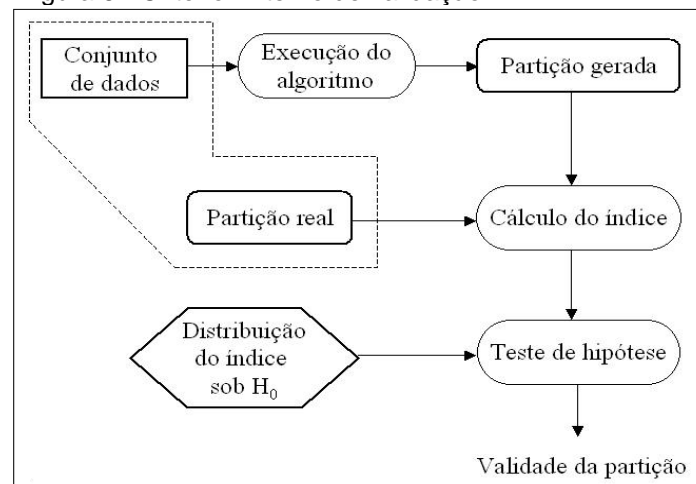 Conjunto
de dados
Execução do
algoritmo
Partição gerada
Partição real
Cálculo do índice
Distribuição
do índice
sob H0
Teste de hipótese
Validade da partição